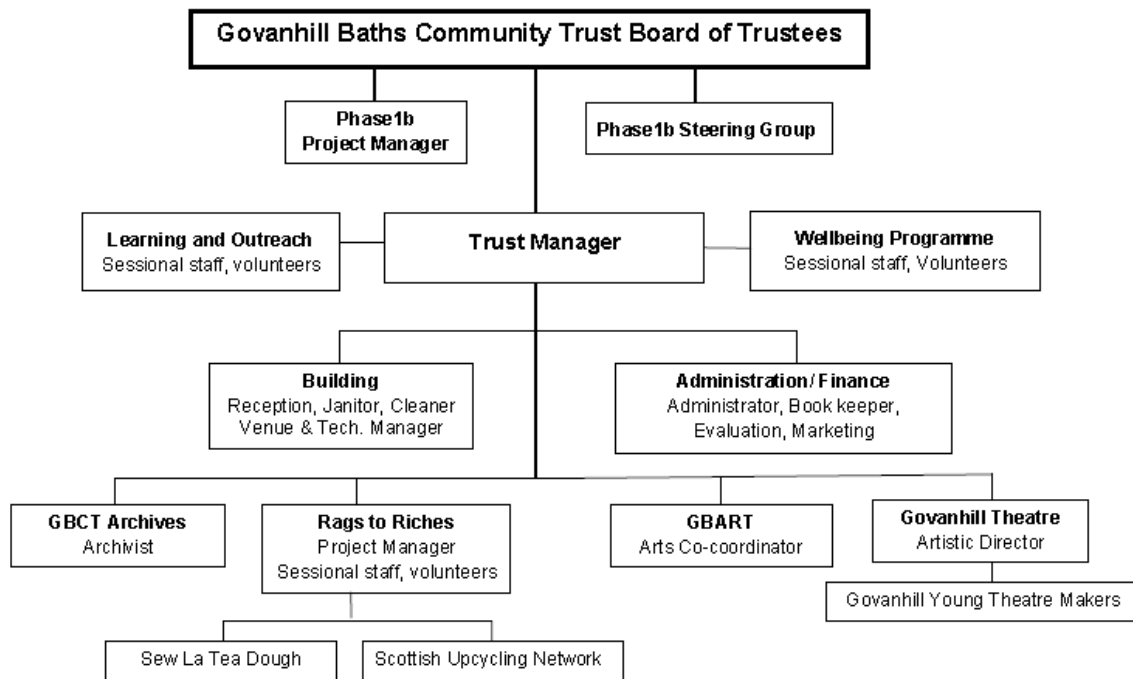 Govanhill Baths Community Trust Board of Trustees
Phase1b
Project Manager
Phase1b Steering Group
Learning and Outreach
Sessional staff, volunteers
Trust Manager
Wellbeing Programme
Sessional staff, Volunteers
Building
Reception, Janitor, Cleaner
Venue & Tech. Manager
Administration/ Finance
Administrator, Book keeper,
Evaluation, Marketing
GBCT Archives
Archivist
Rags to Riches
Project Manager
Sessional staff, volunteers
GBART
Arts Co-coordinator
Govanhill Theatre
Artistic Director
Govanhill Young Theatre Makers
Sew La Tea Dough
Scottish Upcycling Network